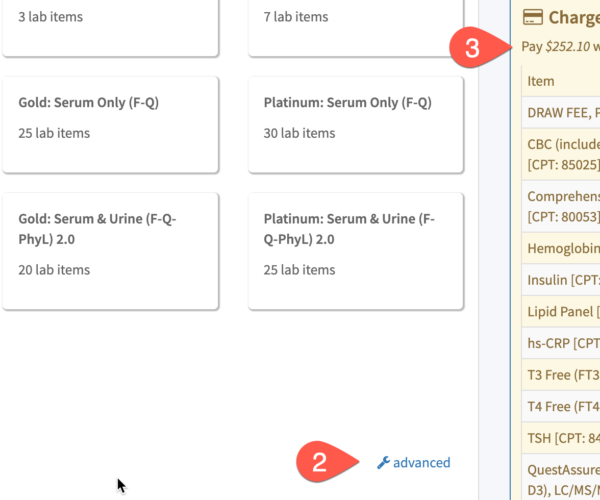 3 lab items
7 lab items
Gold: Serum Only (F-Q)
25 lab items
Platinum: Serum Only (F-Q)
30 lab items
Gold: Serum & Urine (F-Q-
PhyL) 2.0
20 lab items
Platinum: Serum & Urine (F-
Q-PhyL) 2.0
25 lab items
2
advanced
3
Charge
Pay $252.10 w
Item
DRAW FEE, P
CBC (include
[CPT: 85025]
Comprehens
[CPT: 80053]
Hemoglobin
Insulin [CPT:
Lipid Panel [
hs-CRP [CPT
T3 Free (FT3
T4 Free (FT4
TSH [CPT: 84
QuestAssure
D3), LC/MS/M